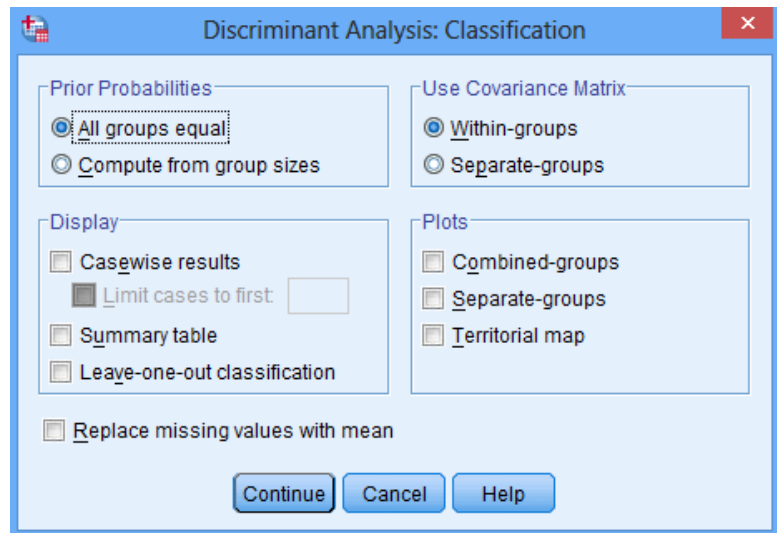 Discriminant Analysis: Classification
Prior Probabilities
All groups equal
Compute from group sizes
Use Covariance Matrix
Within-groups
Separate-groups
Display
Casewise results
Limit cases to first:
Summary table
Leave-one-out classification
Plots
Combined-groups
Separate-groups
Territorial map
Replace missing values with mean
Continue Cancel Help